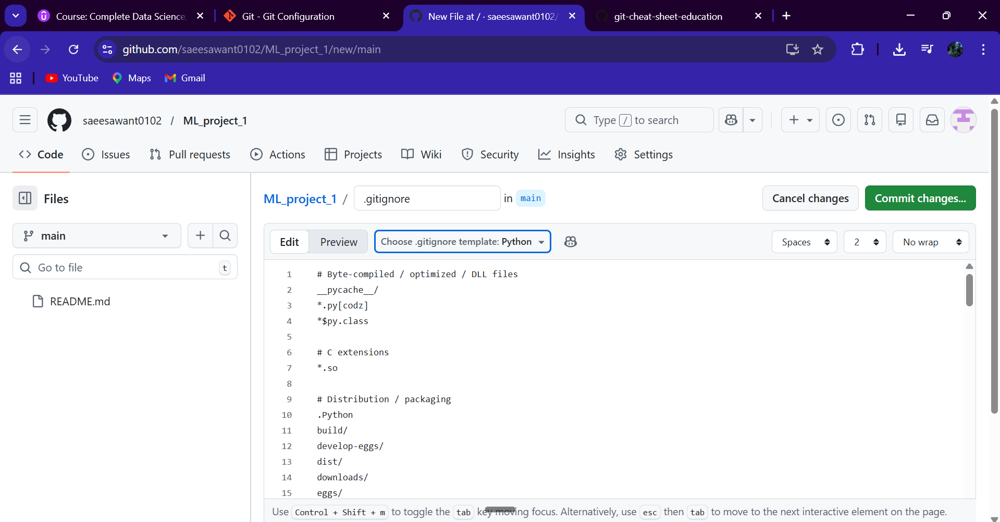 Course: Complete Data Science,
Git - Git Configuration
New File at / · saeesawant0102/
git-cheat-sheet-education
github.com/saeesawant0102/ML_project_1/new/main
YouTube
Maps
Gmail
saeesawant0102 / ML_project_1
Type / to search
Code
Issues
Pull requests
Actions
Projects
Wiki
Security
Insights
Settings
Files
main
Go to file
t
README.md
ML_project_1 / .gitignore in main
Cancel changes
Commit changes...
Edit
Preview
Choose .gitignore template: Python
Spaces
2
No wrap
1 # Byte-compiled / optimized / DLL files
2 __pycache__/
3 *.py[codz]
4 *$py.class
5
6 # C extensions
7 *.so
8
9 # Distribution / packaging
10 .Python
11 build/
12 develop-eggs/
13 dist/
14 downloads/
15 eggs/
Use Control + Shift + m to toggle the tab key moving focus. Alternatively, use esc then tab to move to the next interactive element on the page.